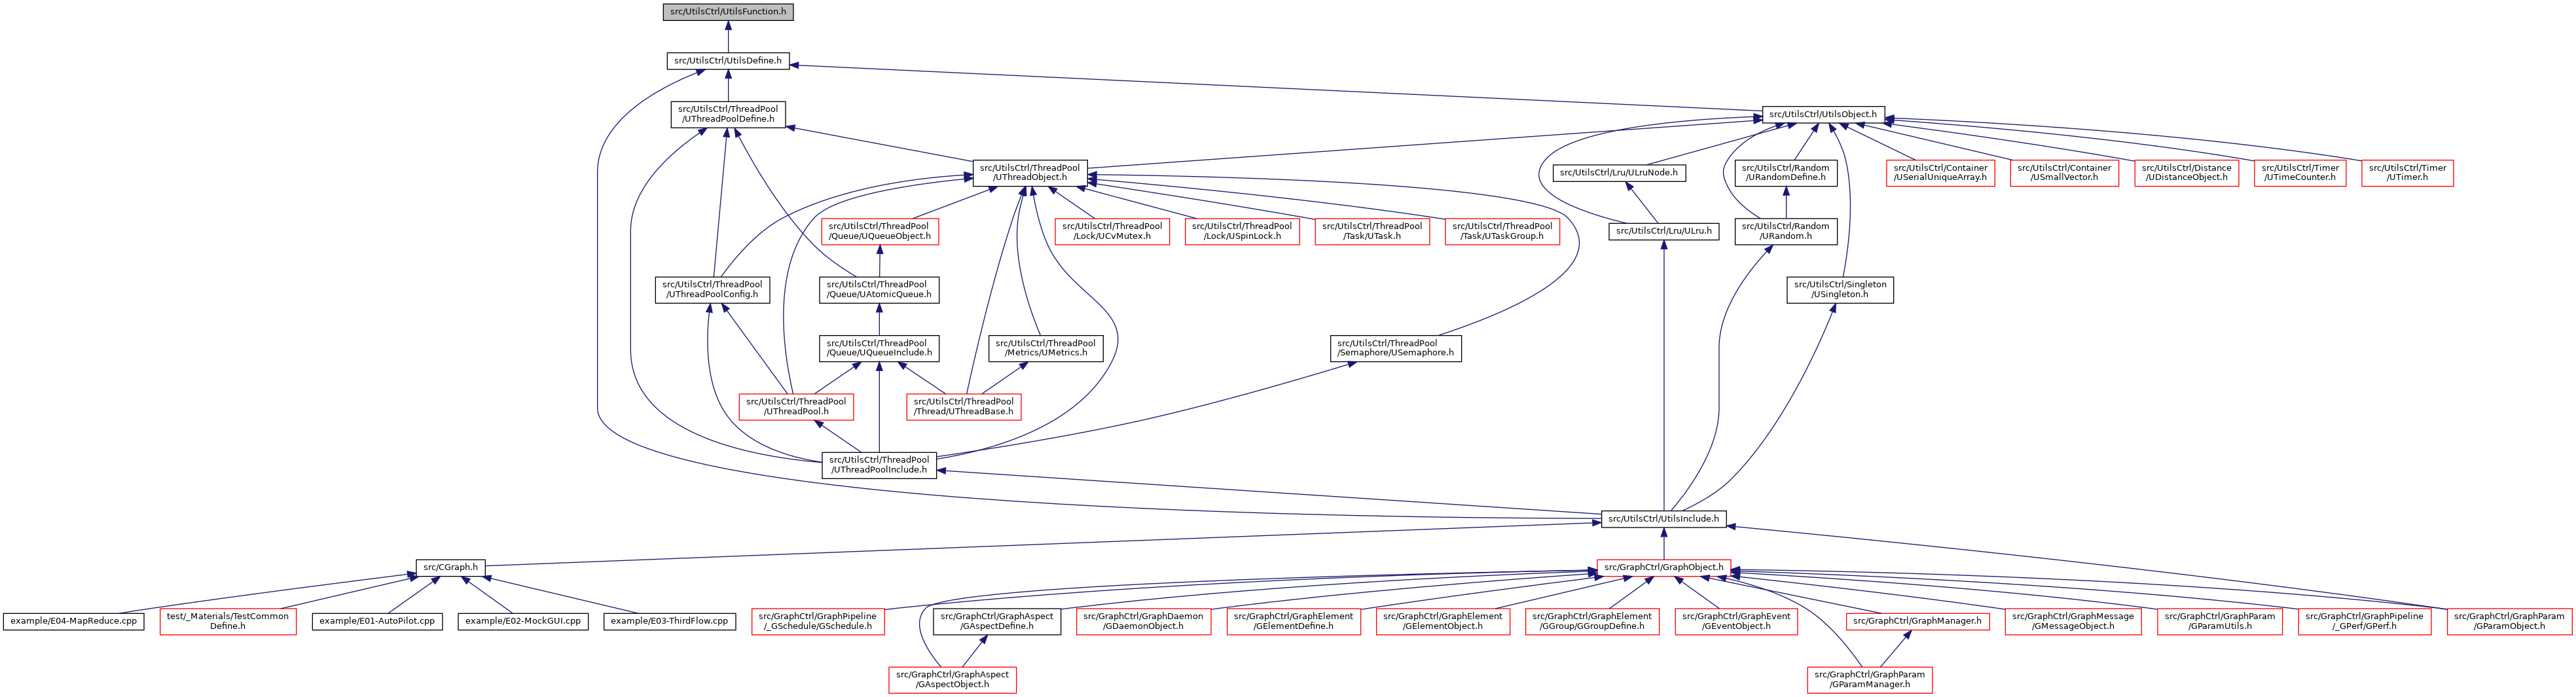 src/UtilsCtrl/UtilsFunction.h
src/UtilsCtrl/UtilsDefine.h
src/UtilsCtrl/ThreadPool
/UThreadPoolDefine.h
src/UtilsCtrl/UtilsObject.h
src/UtilsCtrl/ThreadPool
/UThreadObject.h
src/UtilsCtrl/Lru/ULruNode.h
src/UtilsCtrl/Random
/URandomDefine.h
src/UtilsCtrl/Container
/USerialUniqueArray.h
src/UtilsCtrl/Container
/USmallVector.h
src/UtilsCtrl/Distance
/UDistanceObject.h
src/UtilsCtrl/Timer
/UTimeCounter.h
src/UtilsCtrl/Timer
/UTimer.h
src/UtilsCtrl/ThreadPool
/Queue/UQueueObject.h
src/UtilsCtrl/ThreadPool
/Lock/UCvMutex.h
src/UtilsCtrl/ThreadPool
/Lock/USpinLock.h
src/UtilsCtrl/ThreadPool
/Task/UTask.h
src/UtilsCtrl/ThreadPool
/Task/UTaskGroup.h
src/UtilsCtrl/Lru/ULru.h
src/UtilsCtrl/Random
/URandom.h
src/UtilsCtrl/ThreadPool
/UThreadPoolConfig.h
src/UtilsCtrl/ThreadPool
/Queue/UAtomicQueue.h
src/UtilsCtrl/Singleton
/USingleton.h
src/UtilsCtrl/ThreadPool
/Queue/UQueueInclude.h
src/UtilsCtrl/ThreadPool
/Metrics/UMetrics.h
src/UtilsCtrl/ThreadPool
/Semaphore/USemaphore.h
src/UtilsCtrl/ThreadPool
/UThreadPool.h
src/UtilsCtrl/ThreadPool
/Thread/UThreadBase.h
src/UtilsCtrl/ThreadPool
/UThreadPoolInclude.h
src/UtilsCtrl/UtilsInclude.h
src/CGraph.h
src/GraphCtrl/GraphObject.h
example/E04-MapReduce.cpp
test/_Materials/TestCommon
Define.h
example/E01-AutoPilot.cpp
example/E02-MockGUI.cpp
example/E03-ThirdFlow.cpp
src/GraphCtrl/GraphPipeline
/_GSchedule/GSchedule.h
src/GraphCtrl/GraphAspect
/GAspectDefine.h
src/GraphCtrl/GraphDaemon
/GDaemonObject.h
src/GraphCtrl/GraphElement
/GElementDefine.h
src/GraphCtrl/GraphElement
/GElementObject.h
src/GraphCtrl/GraphElement
/GGroup/GGroupDefine.h
src/GraphCtrl/GraphEvent
/GEventObject.h
src/GraphCtrl/GraphManager.h
src/GraphCtrl/GraphMessage
/GMessageObject.h
src/GraphCtrl/GraphParam
/GParamUtils.h
src/GraphCtrl/GraphPipeline
/_GPerf/GPerf.h
src/GraphCtrl/GraphParam
/GParamObject.h
src/GraphCtrl/GraphAspect
/GAspectObject.h
src/GraphCtrl/GraphParam
/GParamManager.h